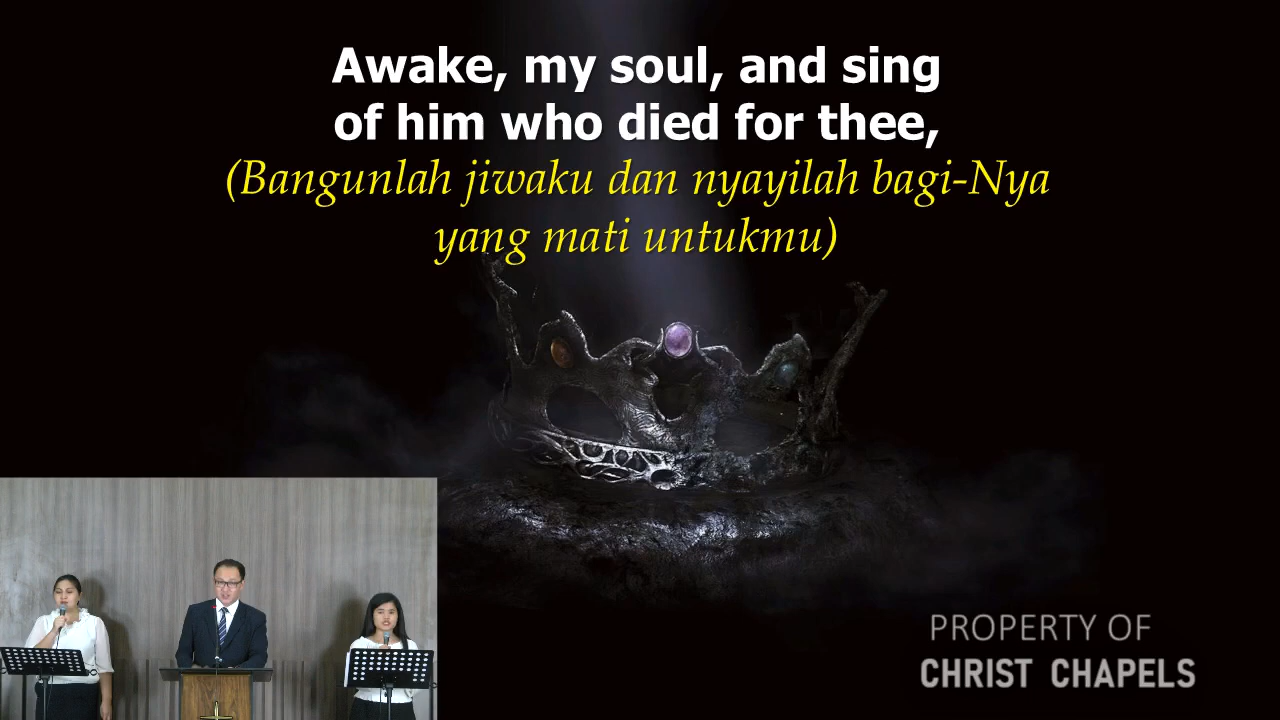 Awake, my soul, and sing
of him who died for thee,
(Bangunlah jiwaku dan nyayilah bagi-Nya
yang mati untukmu)
PROPERTY OF
CHRIST CHAPELS